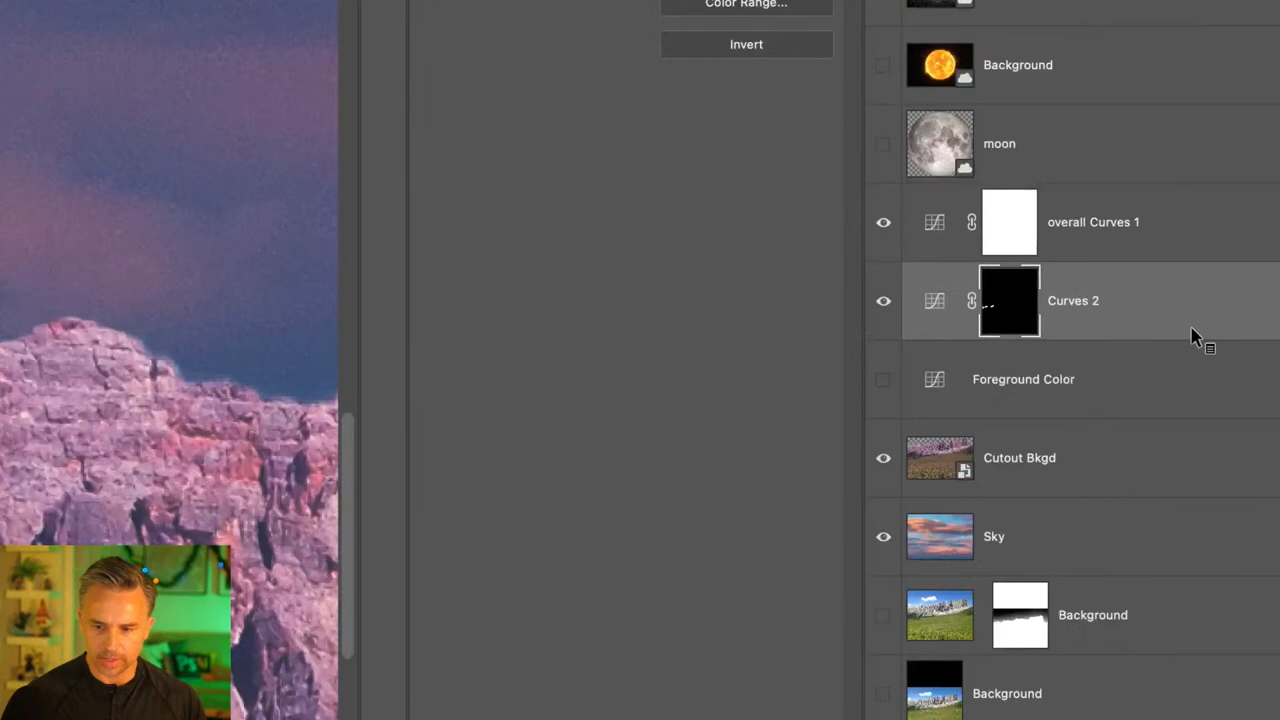 Color Range...
Invert
Background
moon
overall Curves 1
Curves 2
Foreground Color
Cutout Bkgd
Sky
Background
Background